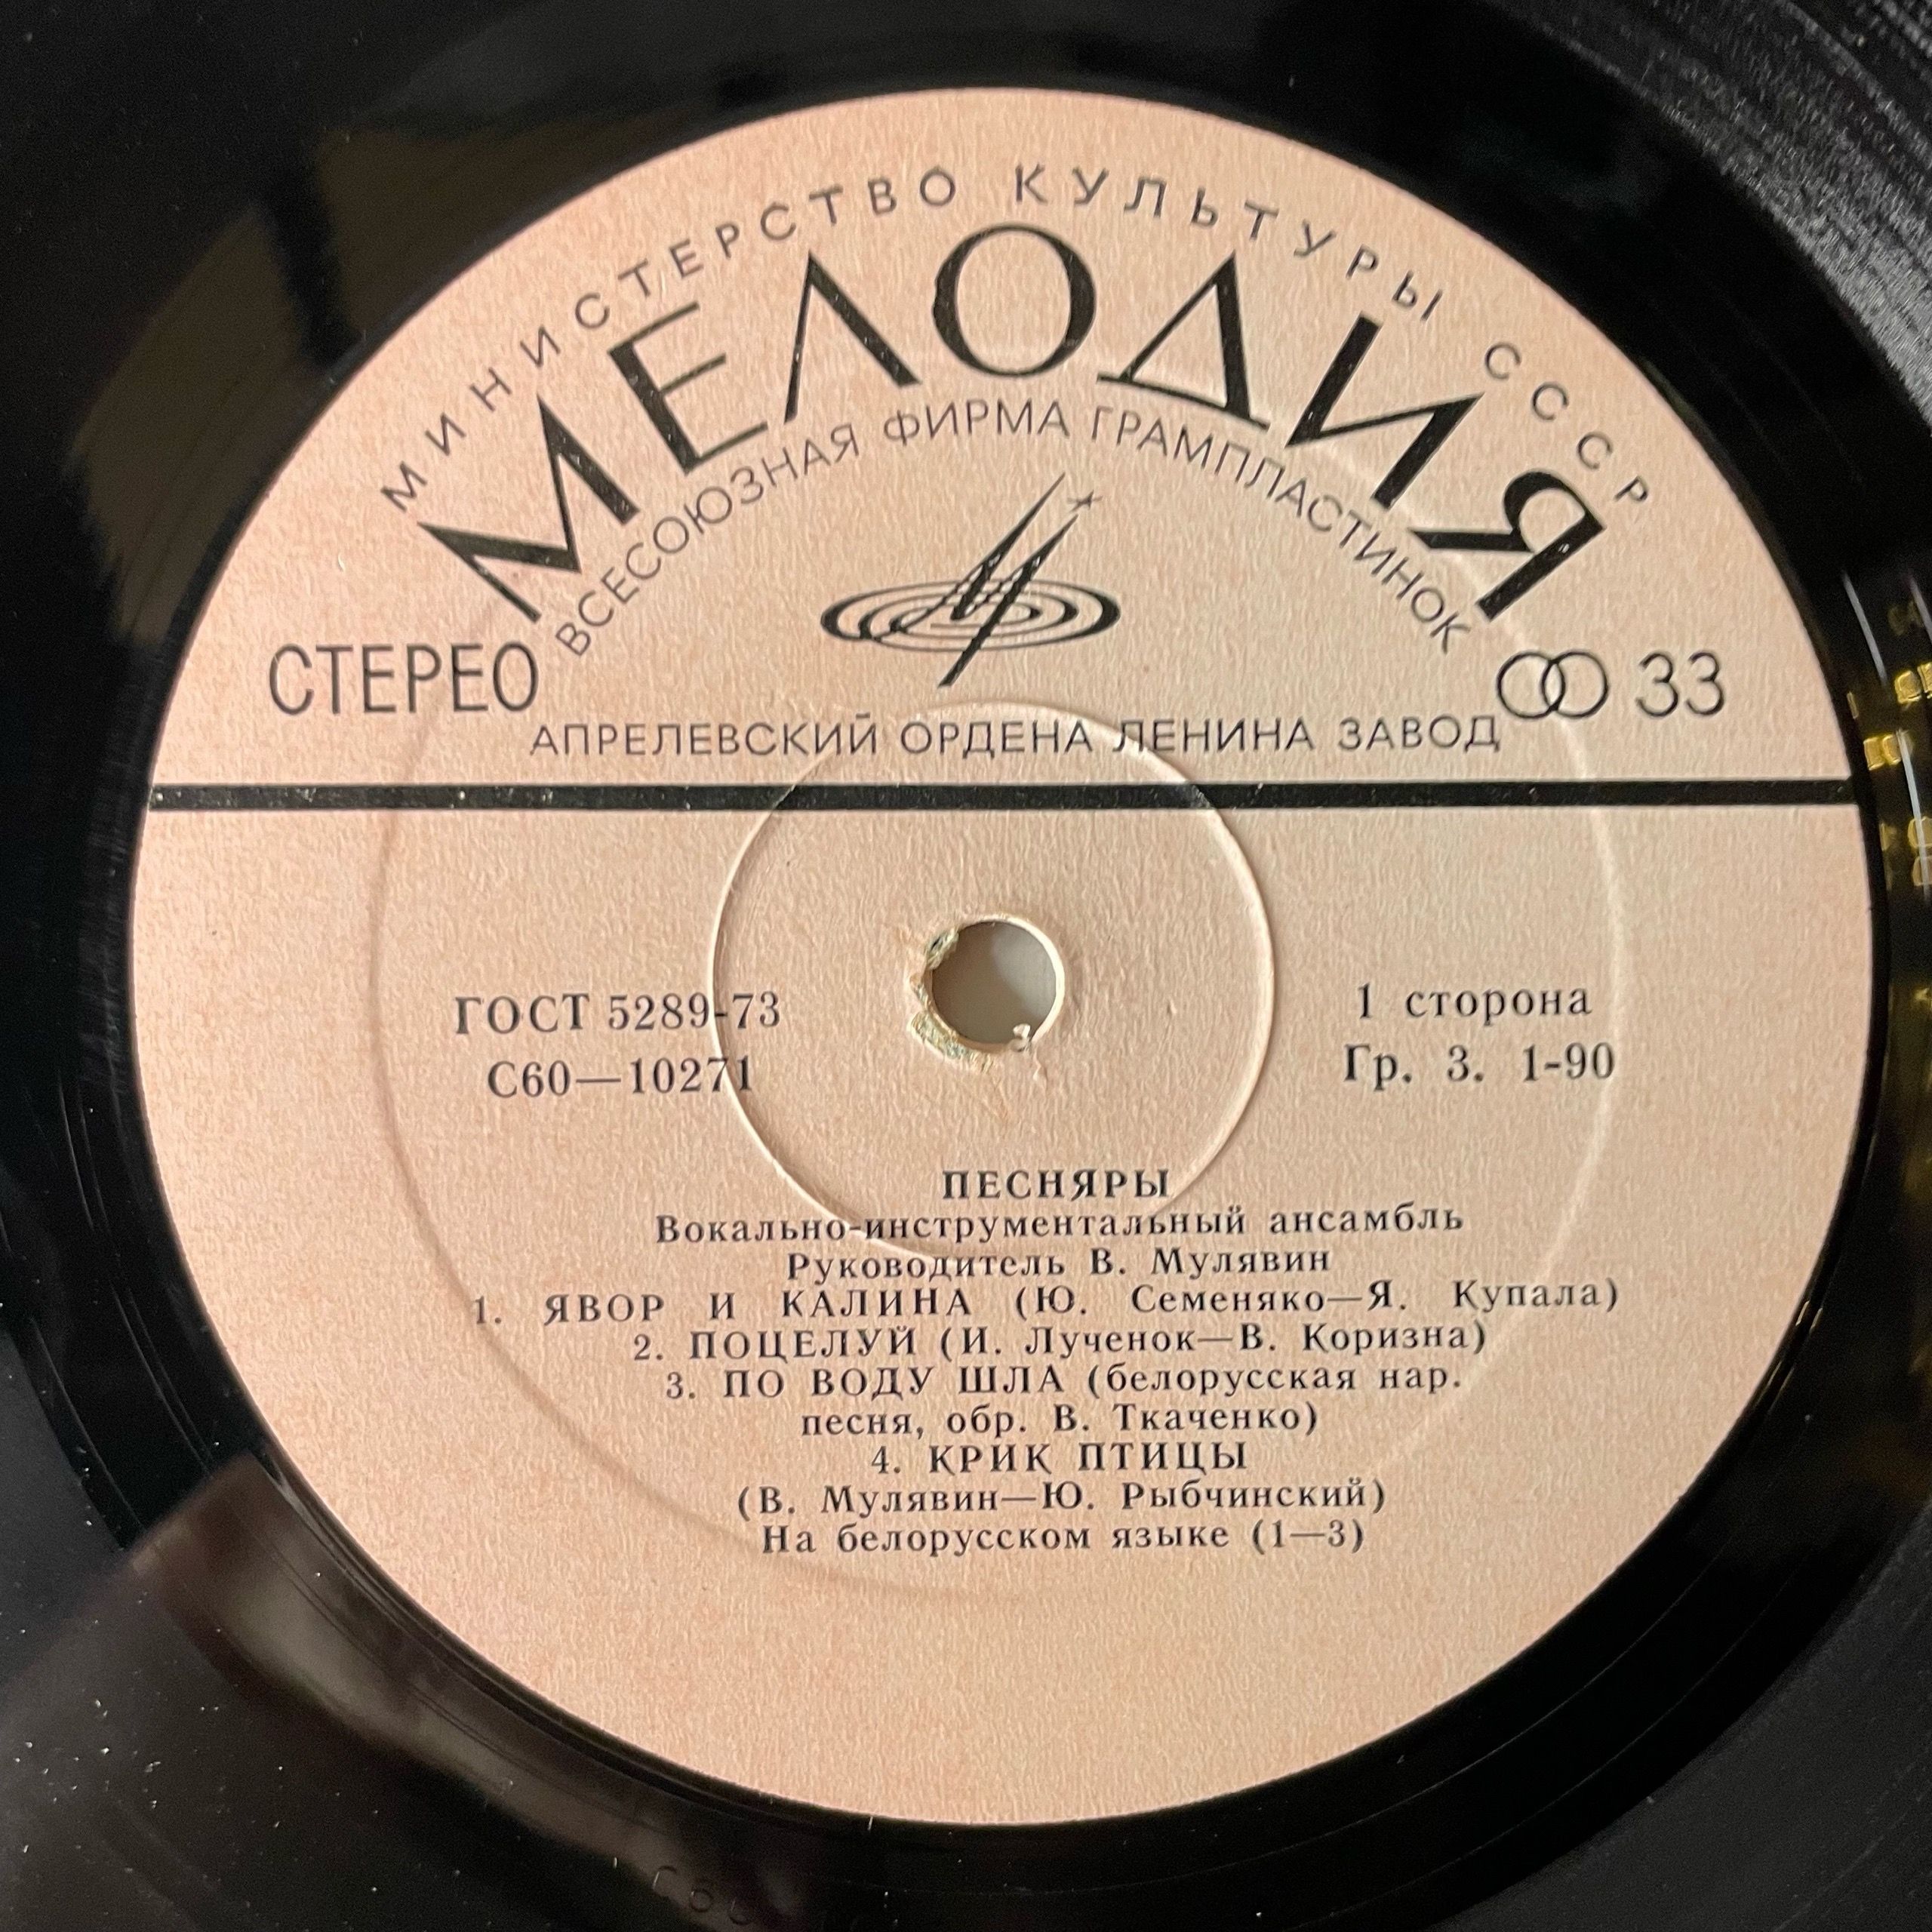 МИНИСТЕРСТВО КУЛЬТУРЫ СССР
МЕЛОДИЯ
ВСЕСОЮЗНАЯ ФИРМА ГРАМПЛАСТИНОК
СТЕРЕО
33
АПРЕЛЕВСКИЙ ОРДЕНА ЛЕНИНА ЗАВОД
ГОСТ 5289-73
С60—10271
1 сторона
Гр. 3. 1-90
3
ПЕСНЯРЫ
Вокально-инструментальный ансамбль
Руководитель В. Мулявин
1. ЯВОР И КАЛИНА (Ю. Семеняко—Я. Купала)
2. ПОЦЕЛУЙ (И. Лученок—В. Коризна)
3. ПО ВОДУ ШЛА (белорусская нар.
песня, обр. В. Ткаченко)
4. КРИК ПТИЦЫ
(В. Мулявин—Ю. Рыбчинский)
На белорусском языке (1—3)